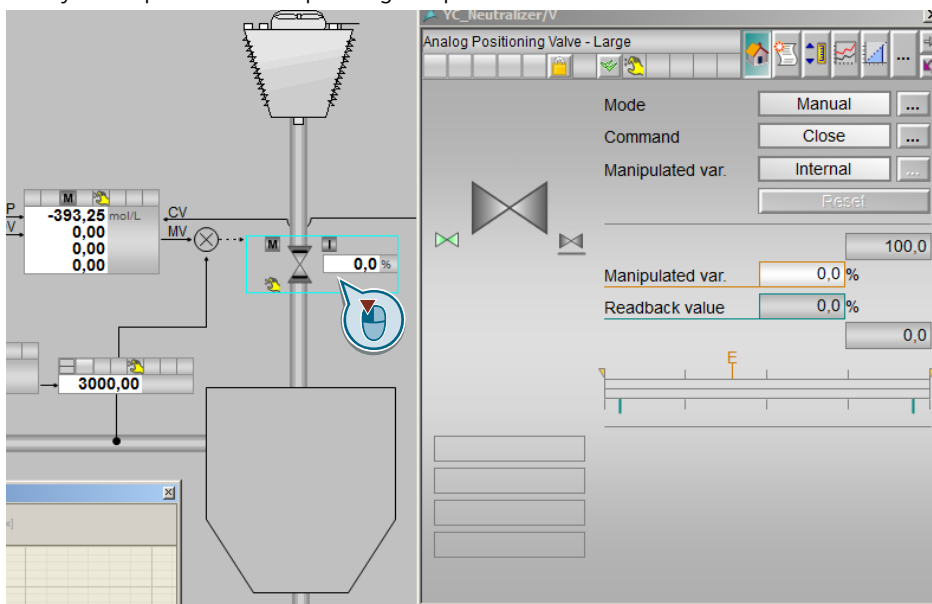 YC_Neutralizer/V
Analog Positioning Valve - Large
...
Mode
Manual
...
Command
Close
...
Manipulated var.
Internal
...
Reset
100,0
Manipulated var.
0,0 %
Readback value
0,0 %
0,0
E
M
P
-393,25 mol/L
V
0,00
0,00
0,00
CV
MV
M
I
0,0 %
3000,00